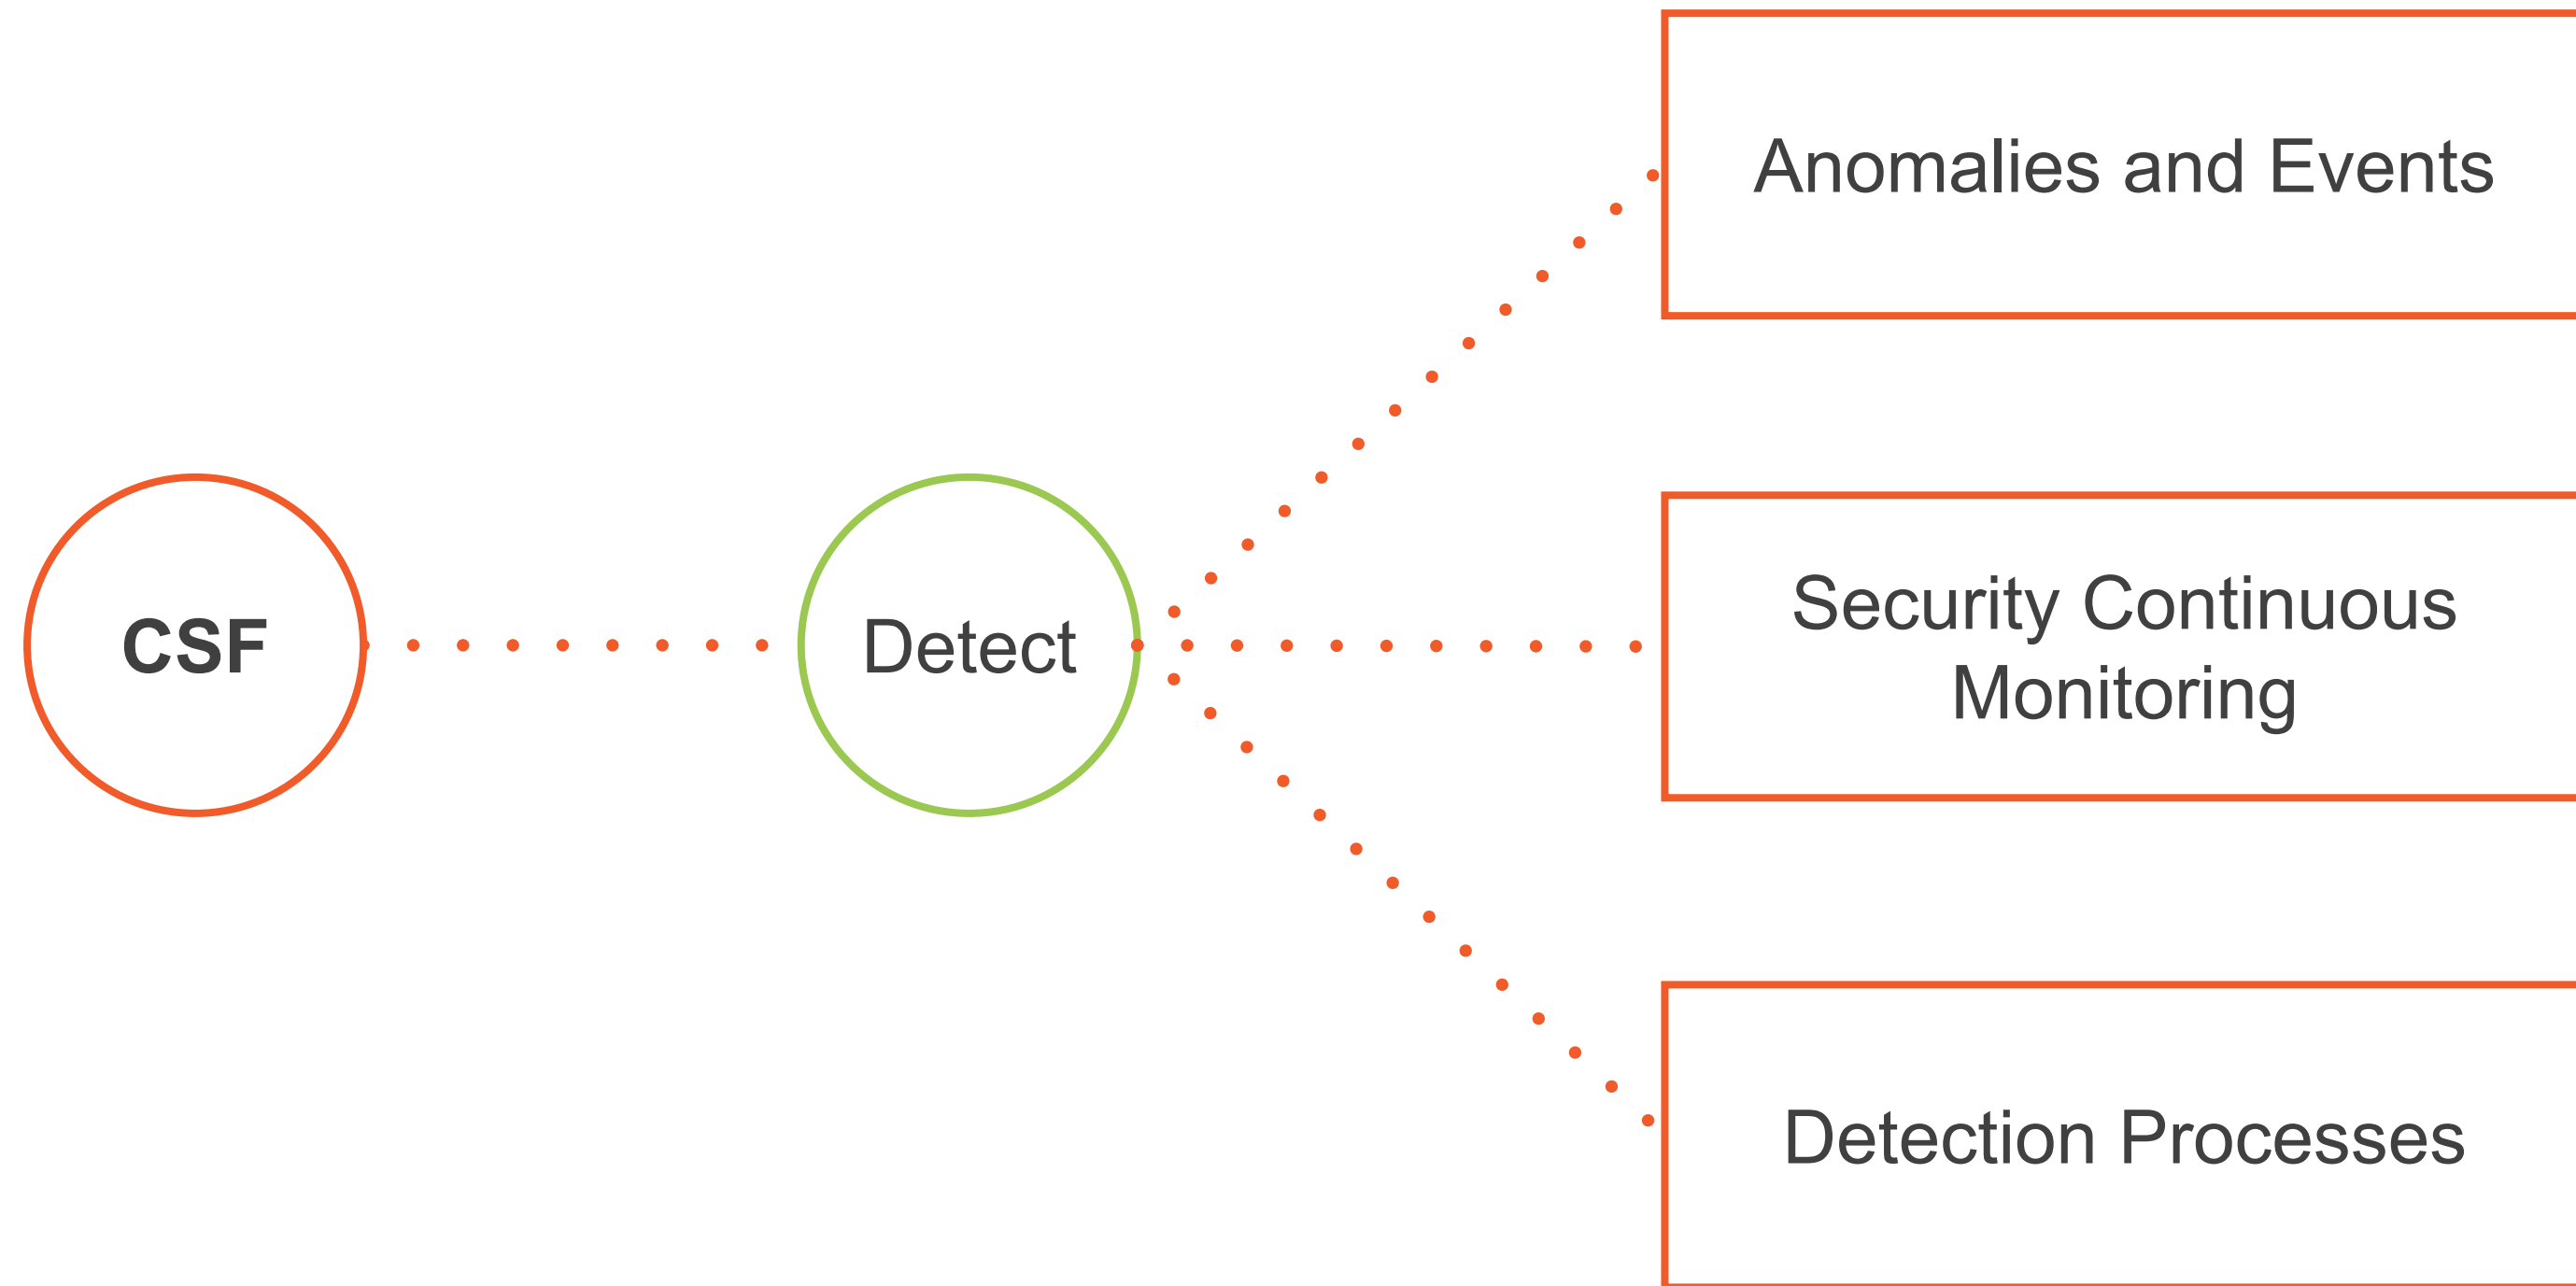 CSF
Detect
Anomalies and Events
Security Continuous
Monitoring
Detection Processes